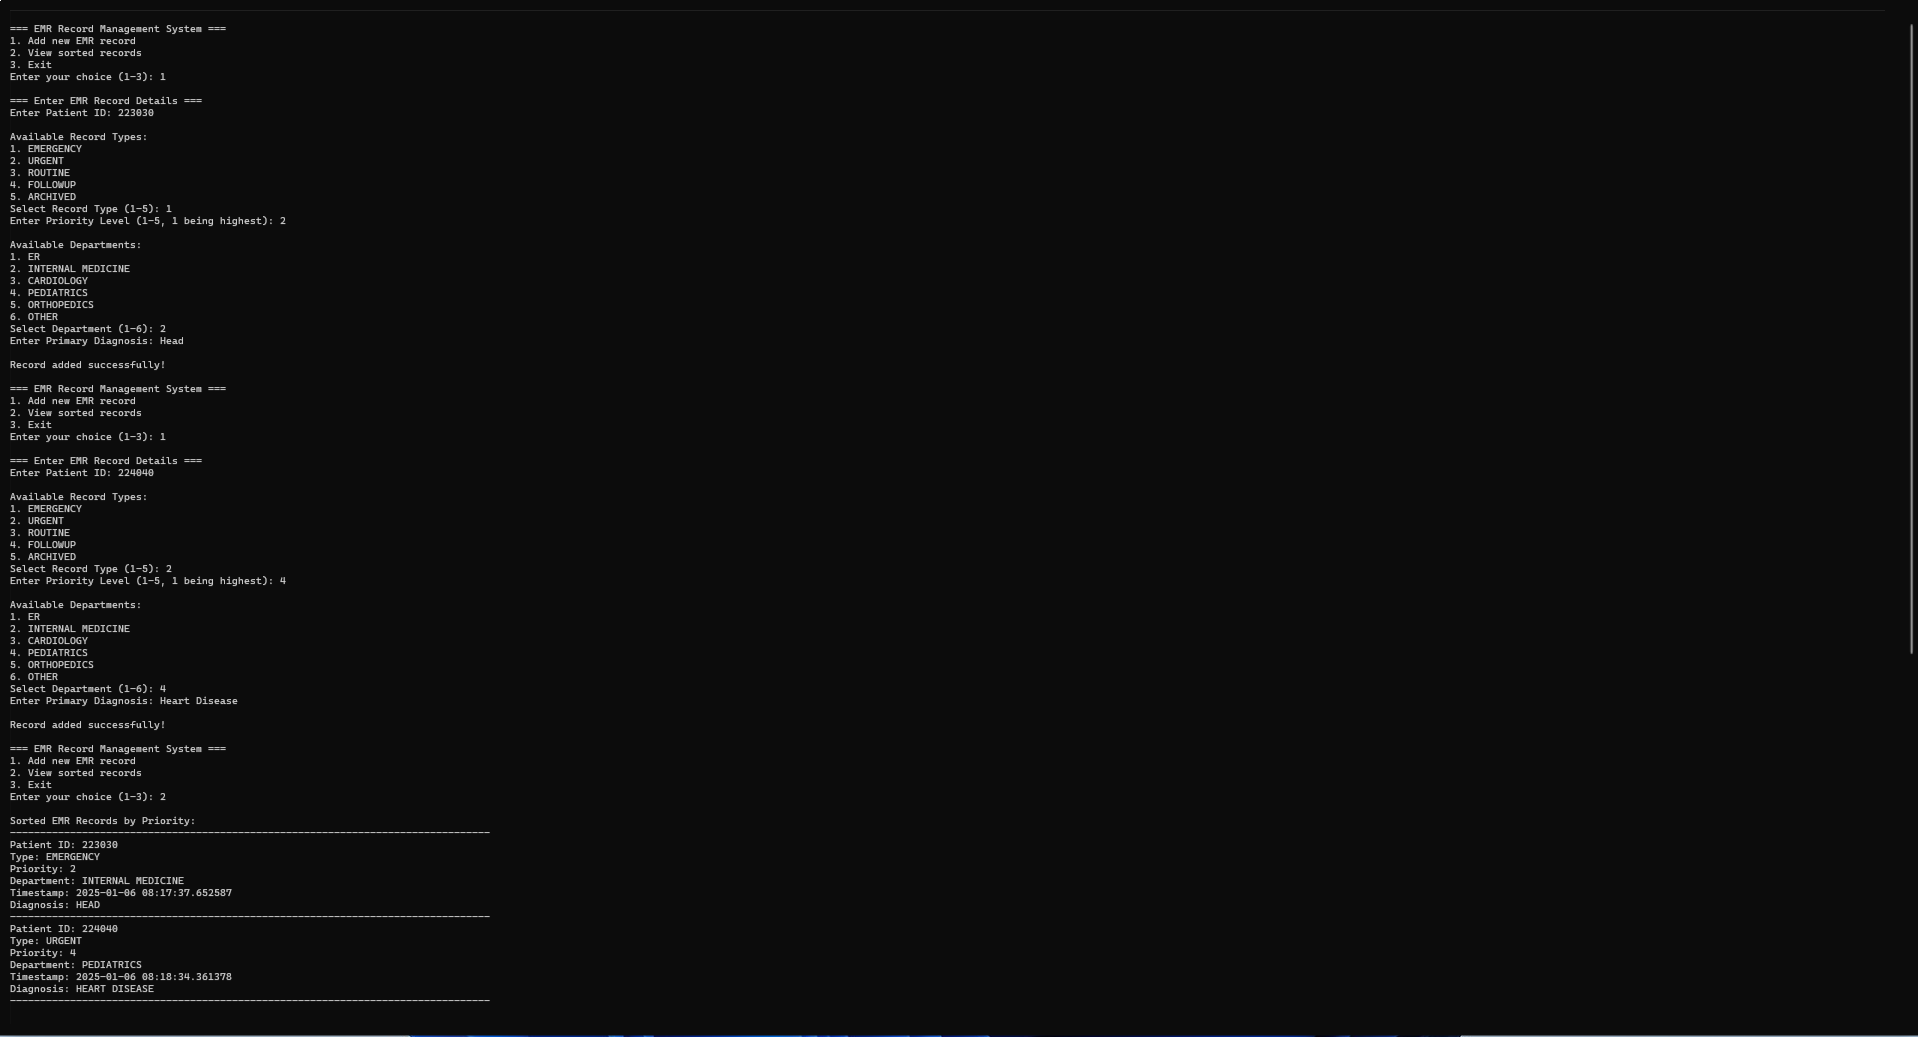 === EMR Record Management System ===
1. Add new EMR record
2. View sorted records
3. Exit
Enter your choice (1-3): 1
=== Enter EMR Record Details ===
Enter Patient ID: 223030
Available Record Types:
1. EMERGENCY
2. URGENT
3. ROUTINE
4. FOLLOWUP
5. ARCHIVED
Select Record Type (1-5): 1
Enter Priority Level (1-5, 1 being highest): 2
Available Departments:
1. ER
2. INTERNAL MEDICINE
3. CARDIOLOGY
4. PEDIATRICS
5. ORTHOPEDICS
6. OTHER
Select Department (1-6): 2
Enter Primary Diagnosis: Head
Record added successfully!
=== EMR Record Management System ===
1. Add new EMR record
2. View sorted records
3. Exit
Enter your choice (1-3): 1
=== Enter EMR Record Details ===
Enter Patient ID: 224040
Available Record Types:
1. EMERGENCY
2. URGENT
3. ROUTINE
4. FOLLOWUP
5. ARCHIVED
Select Record Type (1-5): 2
Enter Priority Level (1-5, 1 being highest): 4
Available Departments:
1. ER
2. INTERNAL MEDICINE
3. CARDIOLOGY
4. PEDIATRICS
5. ORTHOPEDICS
6. OTHER
Select Department (1-6): 4
Enter Primary Diagnosis: Heart Disease
Record added successfully!
=== EMR Record Management System ===
1. Add new EMR record
2. View sorted records
3. Exit
Enter your choice (1-3): 2
Sorted EMR Records by Priority:
--------------------------------------------------------------------------------
Patient ID: 223030
Type: EMERGENCY
Priority: 2
Department: INTERNAL MEDICINE
Timestamp: 2025-01-06 08:17:37.652587
Diagnosis: HEAD
--------------------------------------------------------------------------------
Patient ID: 224040
Type: URGENT
Priority: 4
Department: PEDIATRICS
Timestamp: 2025-01-06 08:18:34.361378
Diagnosis: HEART DISEASE
--------------------------------------------------------------------------------